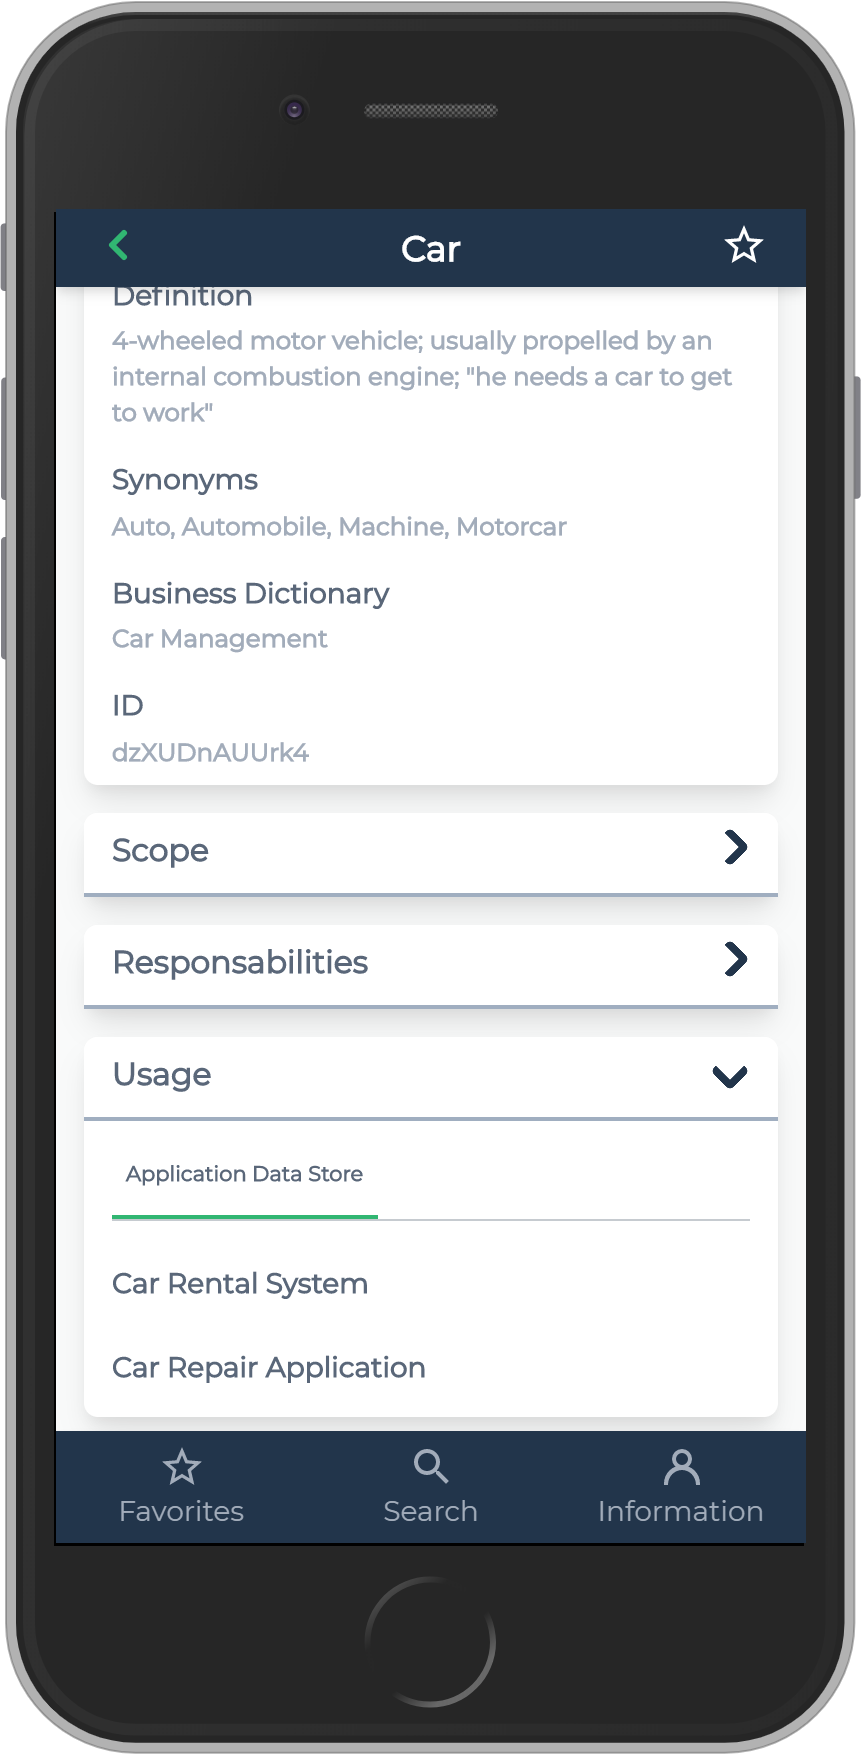 Car
Definition
4-wheeled motor vehicle; usually propelled by an
internal combustion engine; "he needs a car to get
to work"
Synonyms
Auto, Automobile, Machine, Motorcar
Business Dictionary
Car Management
ID
dzXUDnAUUrk4
Scope
Responsabilities
Usage
Application Data Store
Car Rental System
Car Repair Application
Favorites
Search
Information